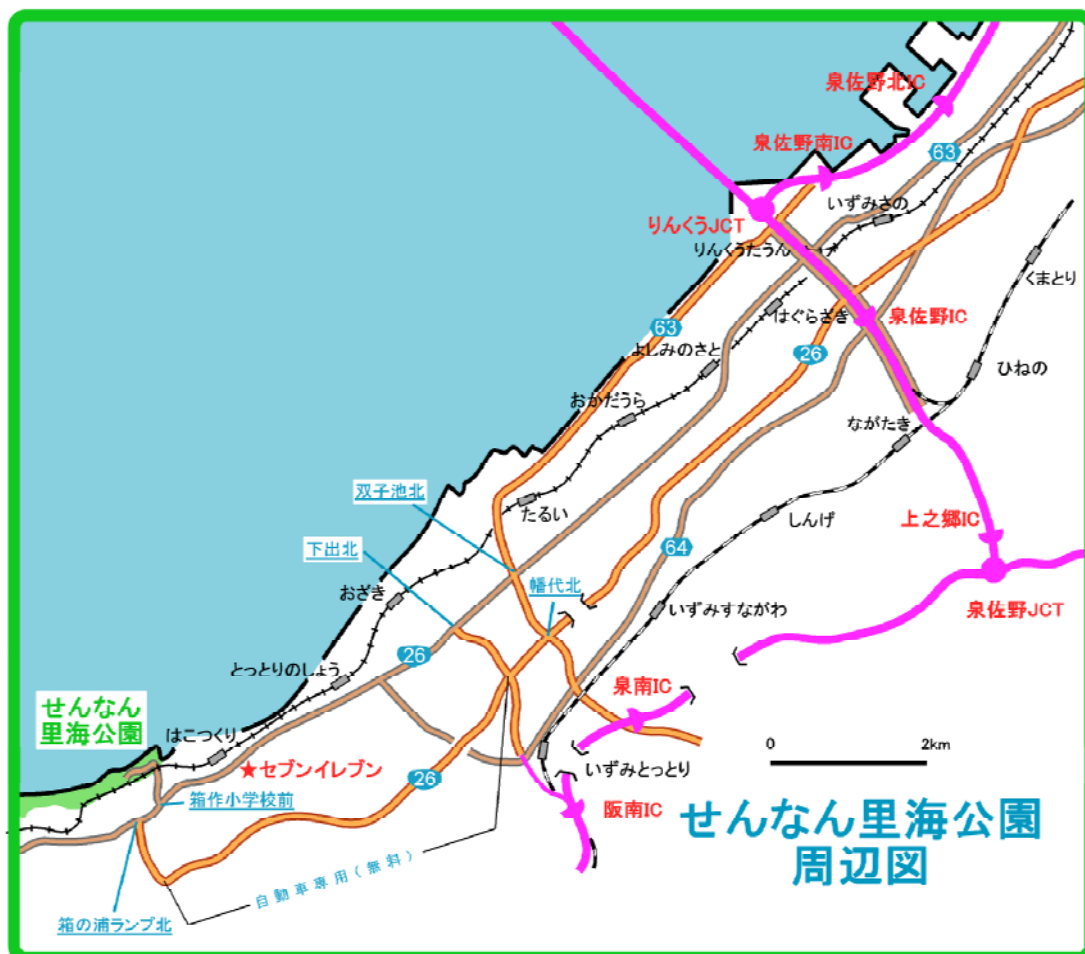 泉佐野北IC
泉佐野南IC
63
いずみさの
りんくうJCT
りんくうたうん
くまとり
はぐらざき
泉佐野IC
63
よしみのさと
26
ひねの
おかだうら
ながたき
双子池北
たるい
しんげ
上之郷IC
下出北
64
幡代北
おざき
いずみすながわ
泉佐野JCT
26
とっとりのしょう
泉南IC
せんなん
里海公園
はこつくり
0 2km
★セブンイレブン
26
いずみとっとり
箱作小学校前
阪南IC
せんなん里海公園
周辺図
自動車専用(無料)
箱の浦ランプ北